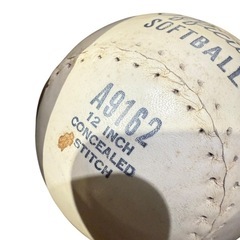 SOFTBALL
A9162
12 INCH
CONCEALED
STITCH